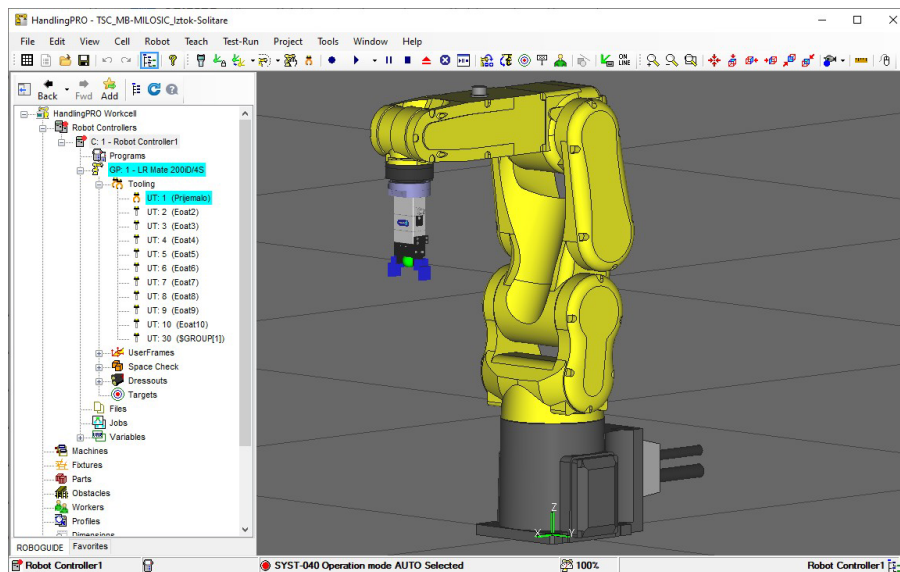 HandlingPRO - TSC_MB-MILOSIC_Iztok-Solitare
File Edit View Cell Robot Teach Test-Run Project Tools Window Help
ON
LINE
Back Fwd Add
HandlingPRO Workcell
Robot Controllers
C: 1 - Robot Controller1
Programs
GP: 1 - LR Mate 200iD/4S
Tooling
UT: 1 (Prijemalo)
UT: 2 (Eoat2)
UT: 3 (Eoat3)
UT: 4 (Eoat4)
UT: 5 (Eoat5)
UT: 6 (Eoat6)
UT: 7 (Eoat7)
UT: 8 (Eoat8)
UT: 9 (Eoat9)
UT: 10 (Eoat10)
UT: 30 ($GROUP[1])
UserFrames
Space Check
Dressouts
Targets
Files
Jobs
Variables
Machines
Fixtures
Parts
Obstacles
Workers
Profiles
Dimensions
Z
X Y
ROBOGUIDE Favorites
Robot Controller1 SYST-040 Operation mode AUTO Selected 100% Robot Controller1